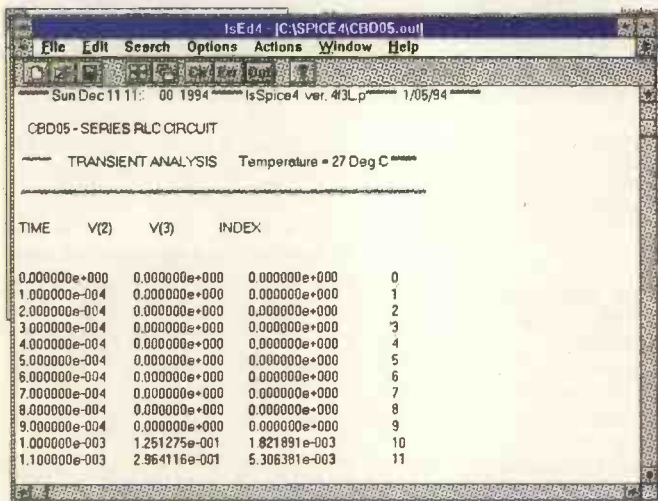 IsEd4 - [C:\SPICE4\CBD05.out]
File Edit Search Options Actions Window Help
Out ?
Sun Dec 11 11: 00 1994 IsSpice4 ver. 4f3L.p 1/05/94
CBD05 - SERIES RLC CIRCUIT
TRANSIENT ANALYSIS Temperature = 27 Deg C
TIME V(2) V(3) INDEX
0.000000e+000 0.000000e+000 0.000000e+000 0
1.000000e-004 0.000000e+000 0.000000e+000 1
2.000000e-004 0.000000e+000 0.000000e+000 2
3.000000e-004 0.000000e+000 0.000000e+000 3
4.000000e-004 0.000000e+000 0.000000e+000 4
5.000000e-004 0.000000e+000 0.000000e+000 5
6.000000e-004 0.000000e+000 0.000000e+000 6
7.000000e-004 0.000000e+000 0.000000e+000 7
8.000000e-004 0.000000e+000 0.000000e+000 8
9.000000e-004 0.000000e+000 0.000000e+000 9
1.000000e-003 1.251275e-001 1.821891e-003 10
1.100000e-003 2.964116e-001 5.306381e-003 11